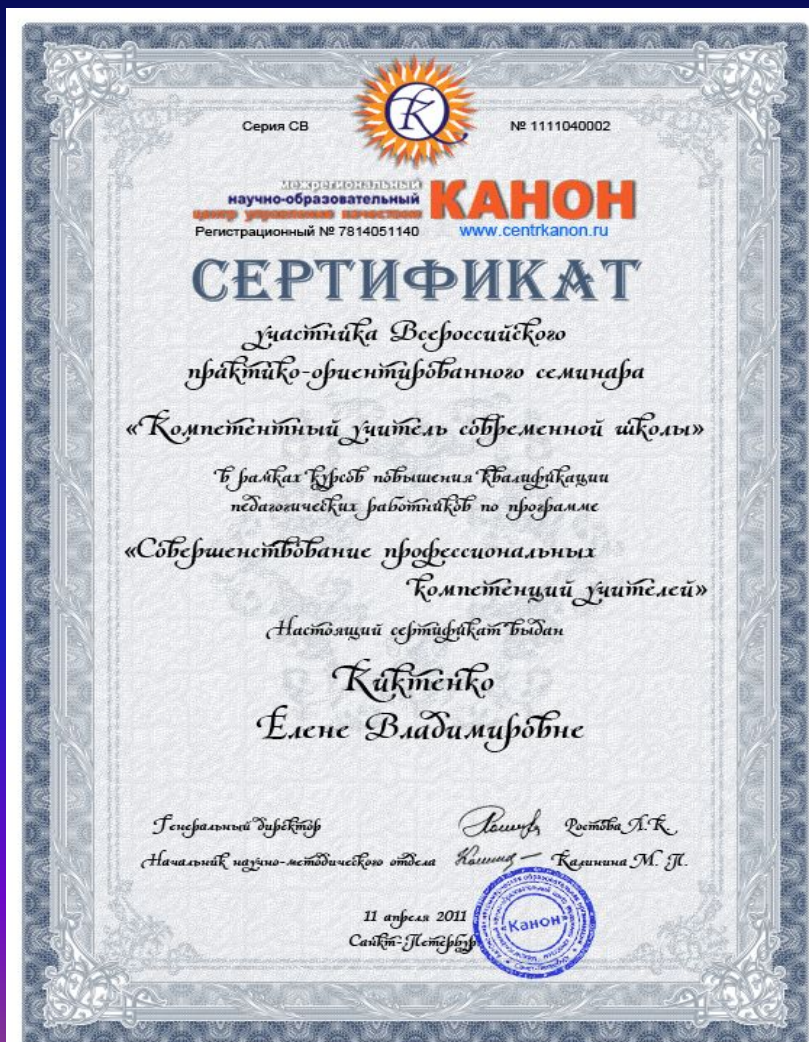 Серия СВ
№ 1111040002
межрегиональный
научно-образовательный
центр управления качеством
КАНОН
Регистрационный № 7814051140
www.centrkanon.ru
СЕРТИФИКАТ
участника Всероссийского
практико-ориентированного семинара
«Компетентный учитель современной школы»
в рамках курсов повышения квалификации
педагогических работников по программе
«Совершенствование профессиональных
компетенций учителей»
Настоящий сертификат выдан
Киктенко
Елене Владимировне
Генеральный директор
Ростова Л.К.
Начальник научно-методического отдела
Калинина М. П.
11 апреля 2011
Санкт-Петербург
Канон